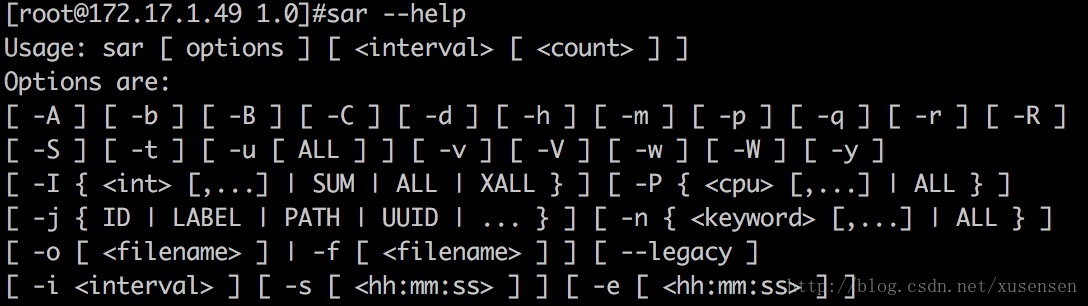 [root@172.17.1.49 1.0]#sar --help
Usage: sar [ options ] [ <interval> [ <count> ] ]
Options are:
[ -A ] [ -b ] [ -B ] [ -C ] [ -d ] [ -h ] [ -m ] [ -p ] [ -q ] [ -r ] [ -R ]
[ -S ] [ -t ] [ -u [ ALL ] ] [ -v ] [ -V ] [ -w ] [ -W ] [ -y ]
[ -I { <int> [,...] | SUM | ALL | XALL } ] [ -P { <cpu> [,...] | ALL } ]
[ -j { ID | LABEL | PATH | UUID | ... } ] [ -n { <keyword> [,...] | ALL } ]
[ -o [ <filename> ] | -f [ <filename> ] ] [ --legacy ]
[ -i <interval> ] [ -s [ <hh:mm:ss> ] ] [ -e [ <hh:mm:ss> ] ]
http://blog.csdn.net/xusensen